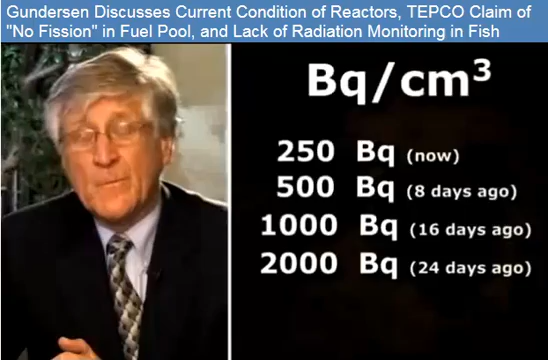 Gundersen Discusses Current Condition of Reactors, TEPCO Claim of
"No Fission" in Fuel Pool, and Lack of Radiation Monitoring in Fish
Bq/cm³
250 Bq (now)
500 Bq (8 days ago)
1000 Bq (16 days ago)
2000 Bq (24 days ago)